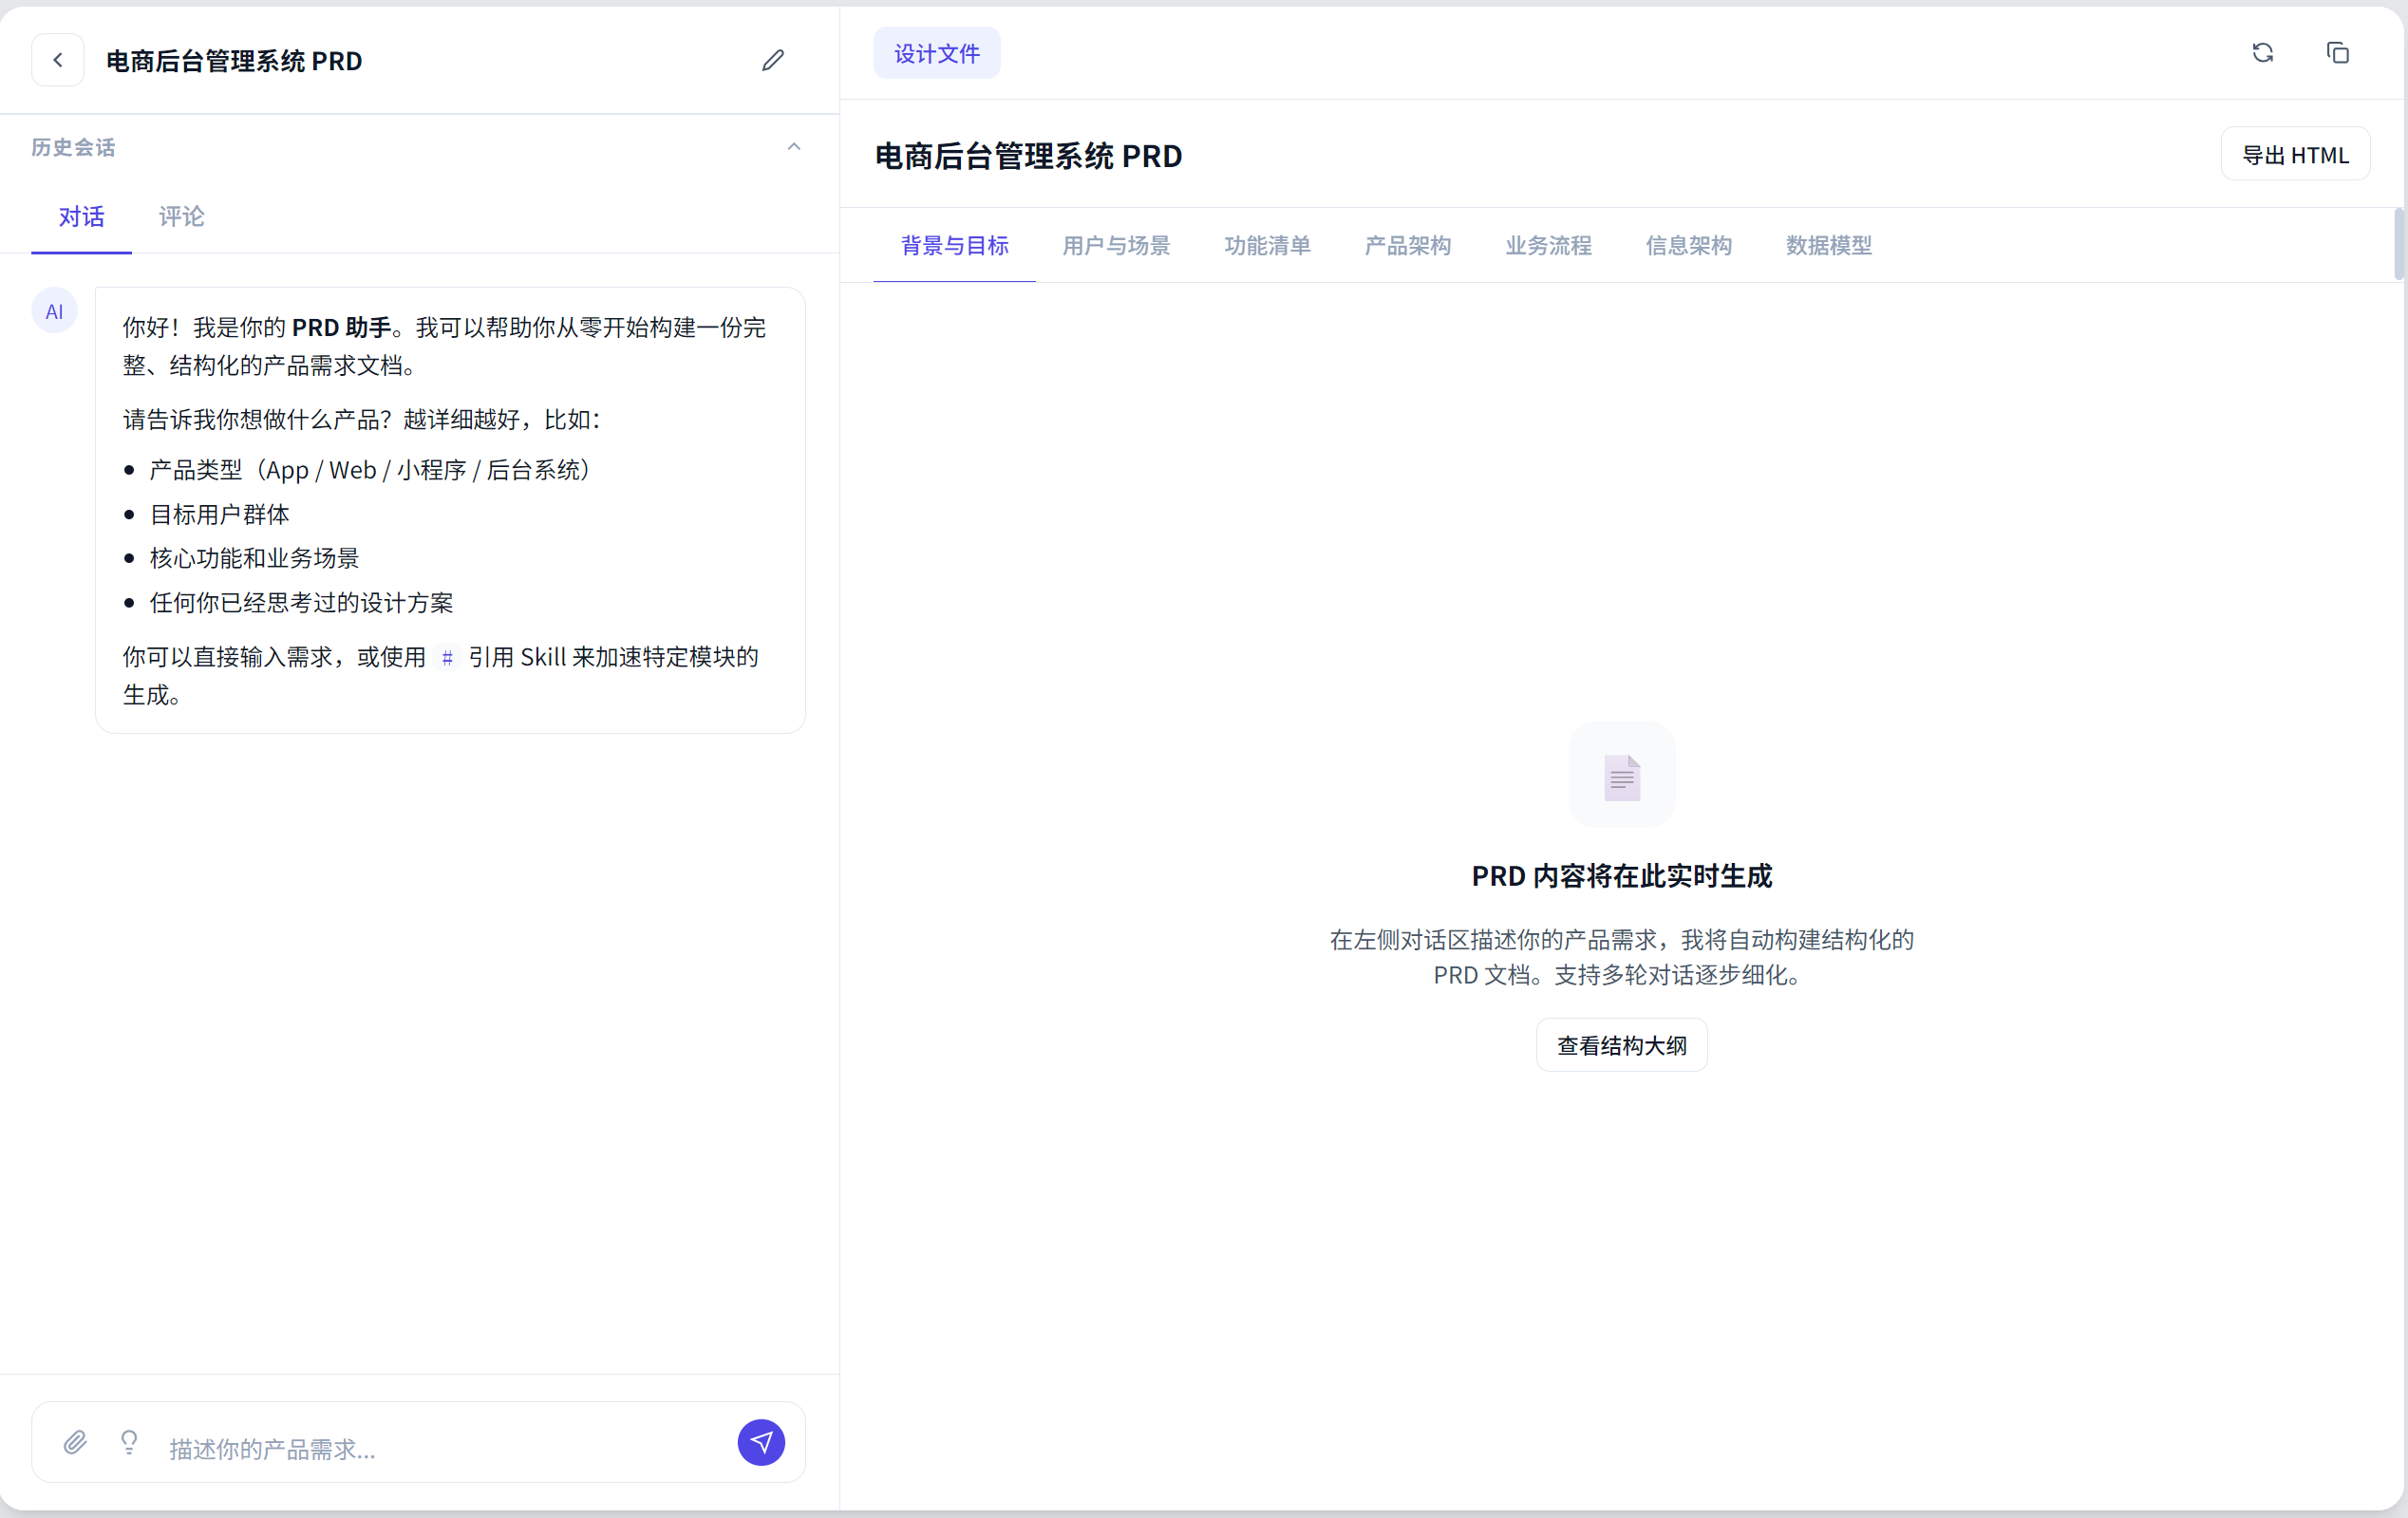 电商后台管理系统 PRD
历史会话
对话
评论
AI
你好！我是你的 PRD 助手。我可以帮助你从零开始构建一份完
整、结构化的产品需求文档。
请告诉我你想做什么产品？越详细越好，比如：
产品类型（App / Web / 小程序 / 后台系统）
目标用户群体
核心功能和业务场景
任何你已经思考过的设计方案
你可以直接输入需求，或使用 # 引用 Skill 来加速特定模块的
生成。
描述你的产品需求...
设计文件
电商后台管理系统 PRD
导出 HTML
背景与目标
用户与场景
功能清单
产品架构
业务流程
信息架构
数据模型
PRD 内容将在此实时生成
在左侧对话区描述你的产品需求，我将自动构建结构化的
PRD 文档。支持多轮对话逐步细化。
查看结构大纲